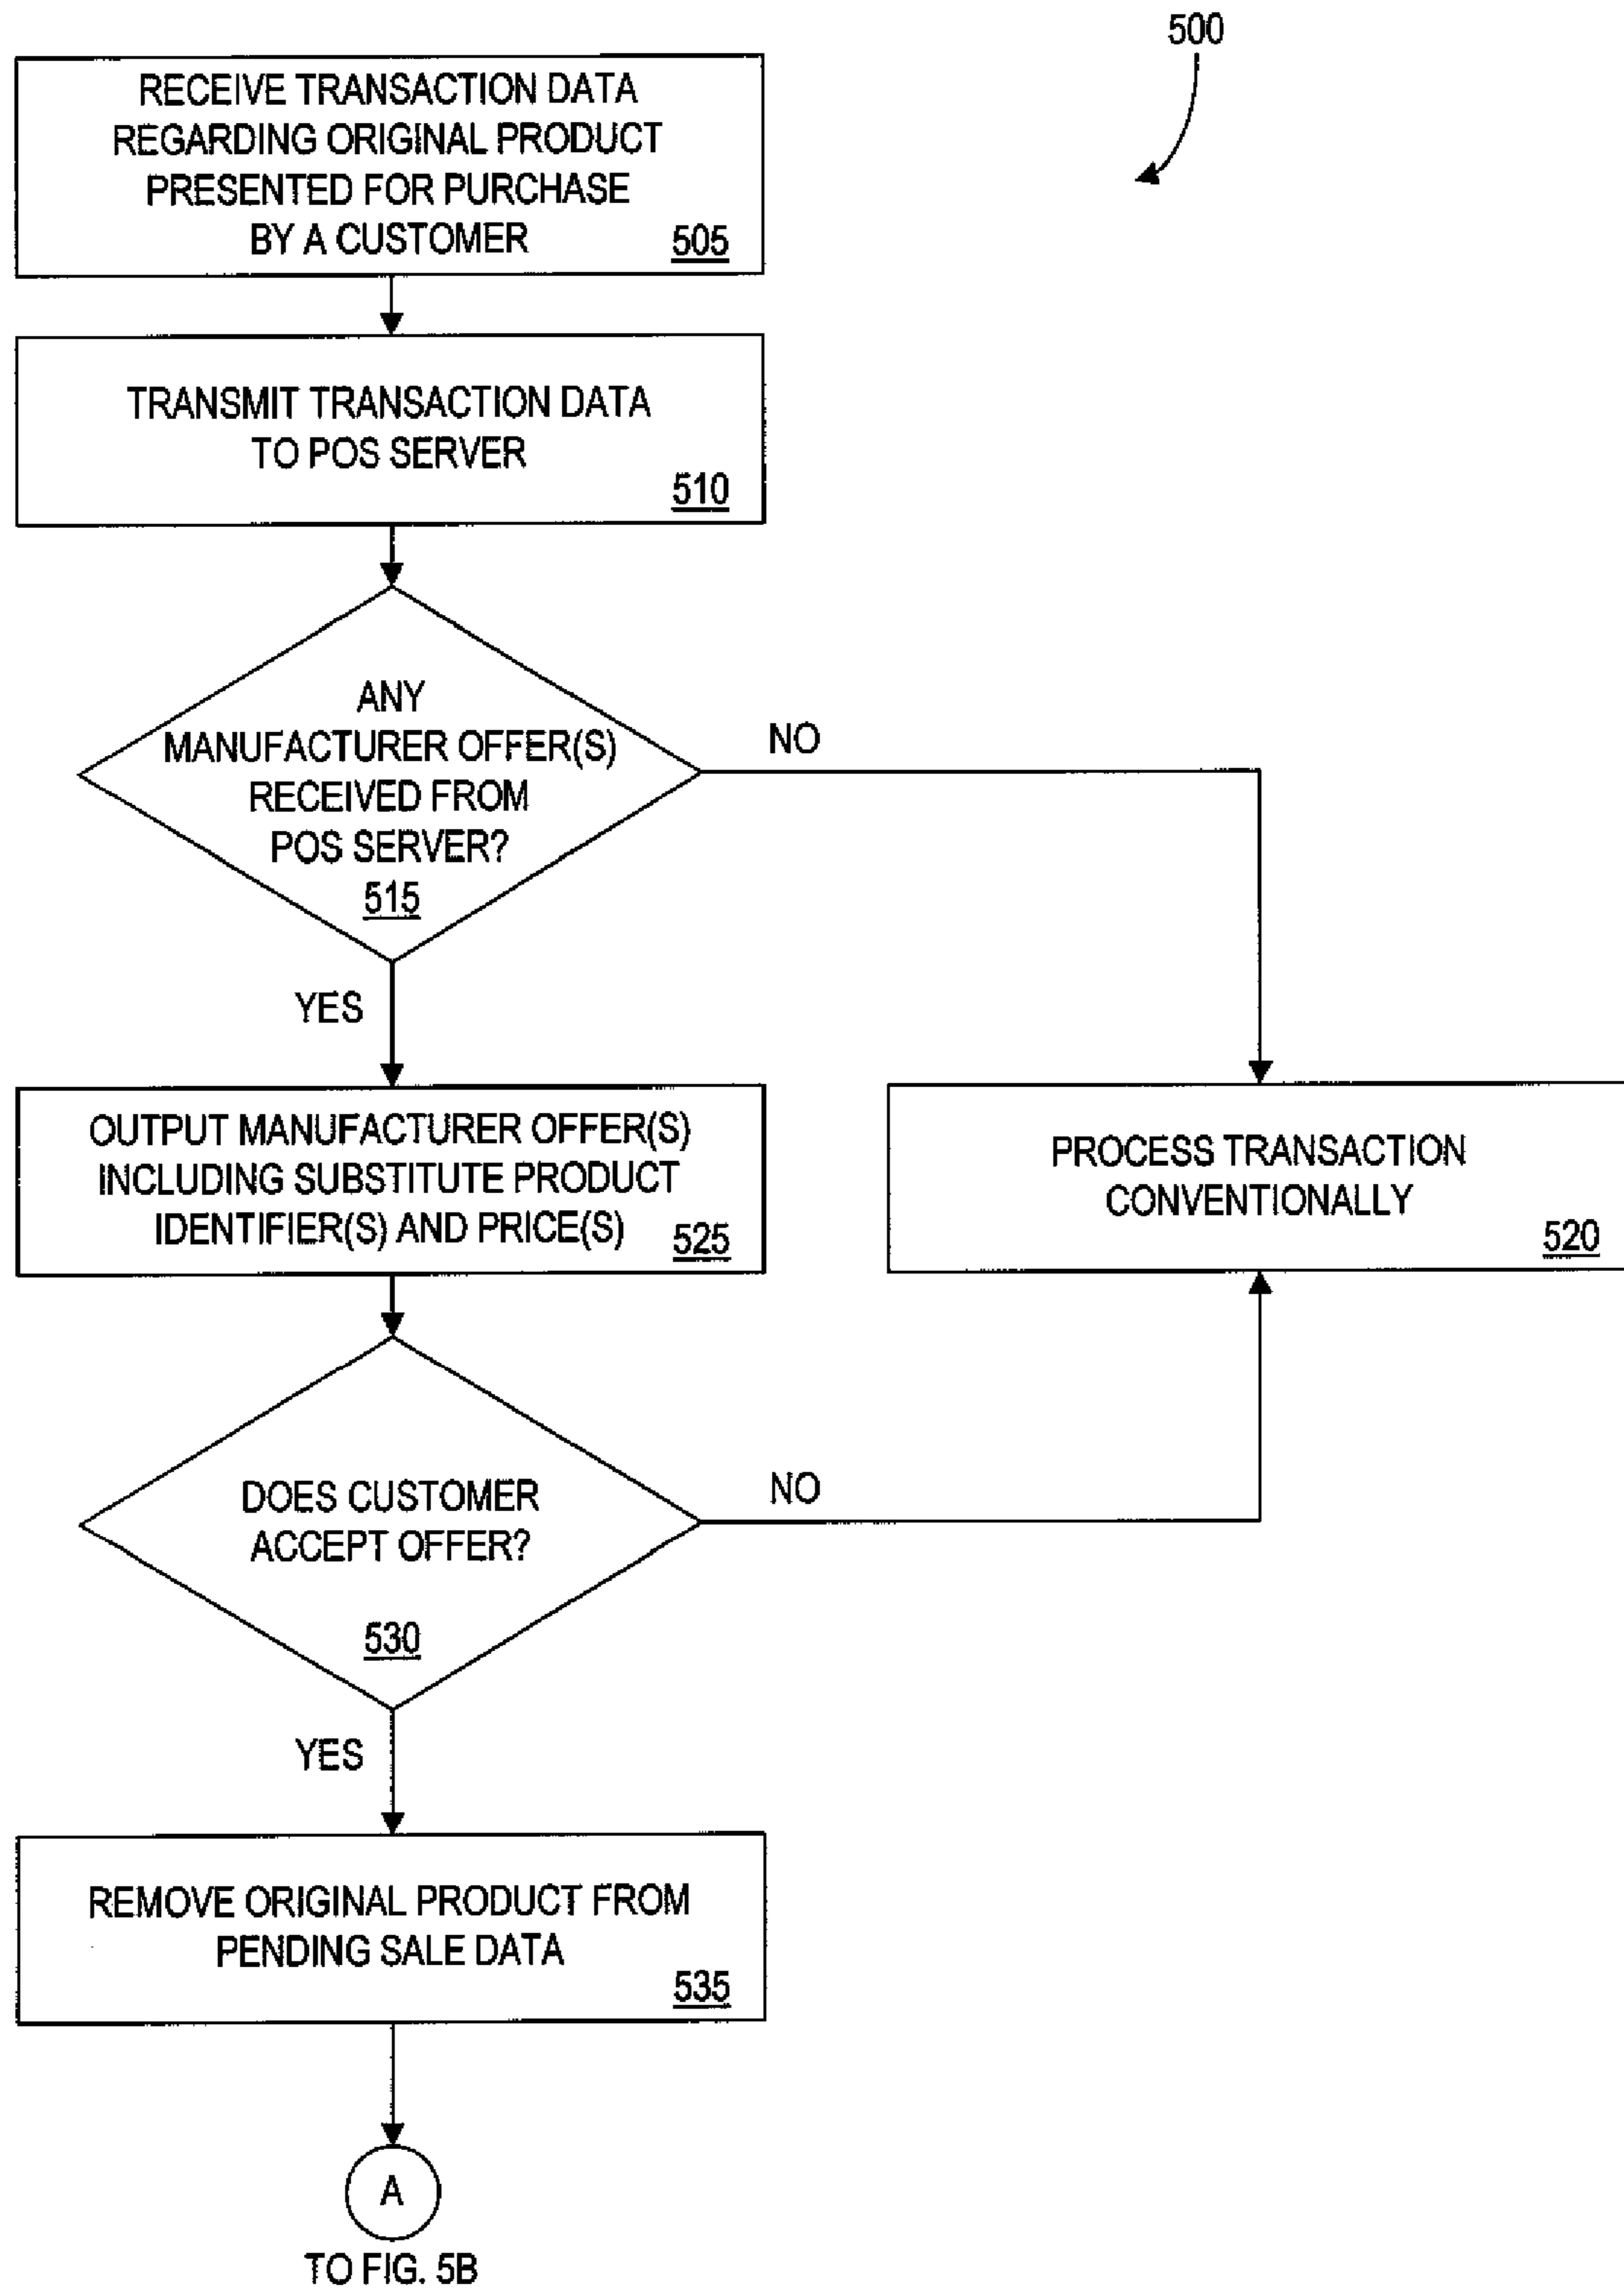 500
RECEIVE TRANSACTION DATA
REGARDING ORIGINAL PRODUCT
PRESENTED FOR PURCHASE
BY A CUSTOMER 505
TRANSMIT TRANSACTION DATA
TO POS SERVER
510
ANY
MANUFACTURER OFFER(S)
RECEIVED FROM
POS SERVER?
515
NO
YES
OUTPUT MANUFACTURER OFFER(S)
INCLUDING SUBSTITUTE PRODUCT
IDENTIFIER(S) AND PRICE(S) 525
PROCESS TRANSACTION
CONVENTIONALLY
520
DOES CUSTOMER
ACCEPT OFFER?
530
NO
YES
REMOVE ORIGINAL PRODUCT FROM
PENDING SALE DATA
535
A
TO FIG. 5B